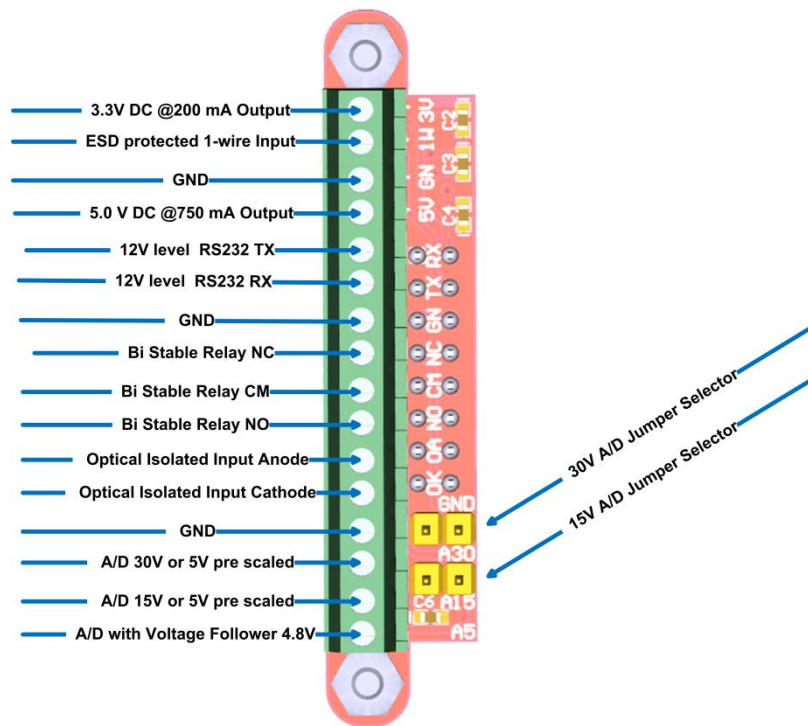 3.3V DC @200 mA Output
ESD protected 1-wire Input
GND
5.0 V DC @750 mA Output
12V level RS232 TX
12V level RS232 RX
GND
Bi Stable Relay NC
Bi Stable Relay CM
Bi Stable Relay NO
Optical Isolated Input Anode
Optical Isolated Input Cathode
GND
A/D 30V or 5V pre scaled
A/D 15V or 5V pre scaled
A/D with Voltage Follower 4.8V
3V
1W
GN
5V
C2
C3
C4
RX
TX
GN
NC
CM
NO
OA
OK
GND
A30
C6 A15
A5
30V A/D Jumper Selector
15V A/D Jumper Selector